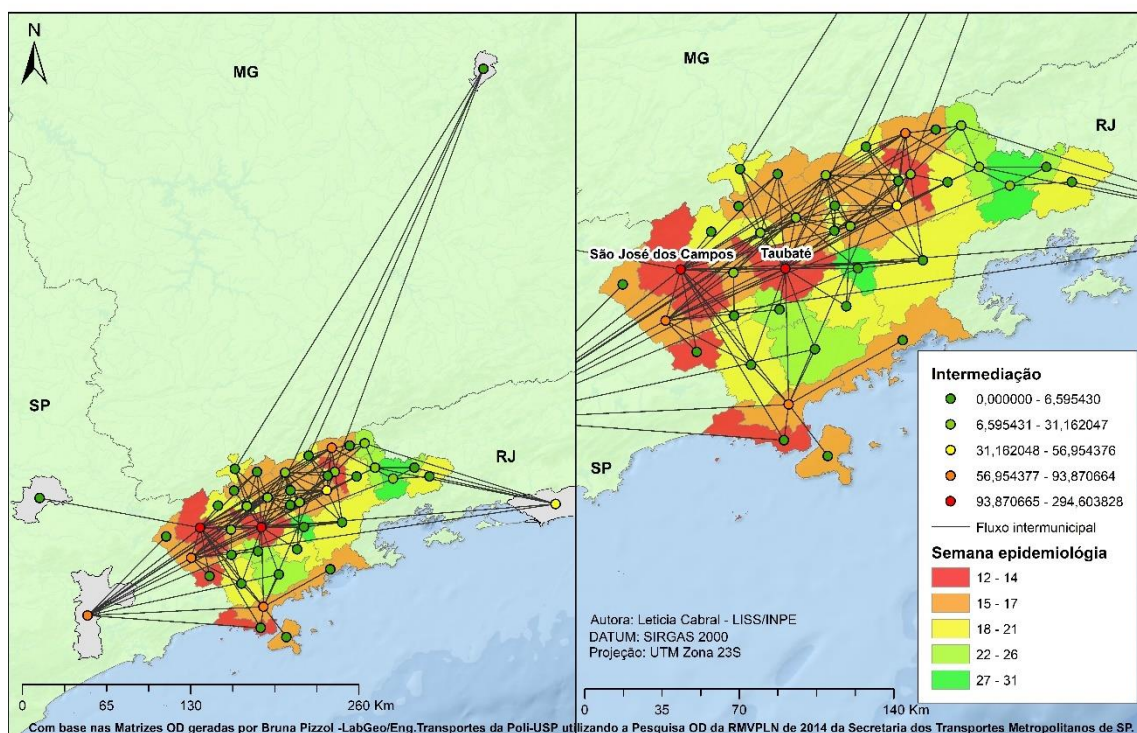 N
MG
SP
RJ
0
65
130
260 Km
MG
RJ
São José dos Campos
Taubaté
SP
Intermediação
0,000000 - 6,595430
6,595431 - 31,162047
31,162048 - 56,954376
56,954377 - 93,870664
93,870665 - 294,603828
Fluxo intermunicipal
Semana epidemiológia
12 - 14
15 - 17
18 - 21
22 - 26
27 - 31
Autora: Leticia Cabral - LISS/INPE
DATUM: SIRGAS 2000
Projeção: UTM Zona 23S
0
35
70
140 Km
Com base nas Matrizes OD geradas por Bruna Pizzol -LabGeo/Eng.Transportes da Poli-USP utilizando a Pesquisa OD da RMVPLN de 2014 da Secretaria dos Transportes Metropolitanos de SP.